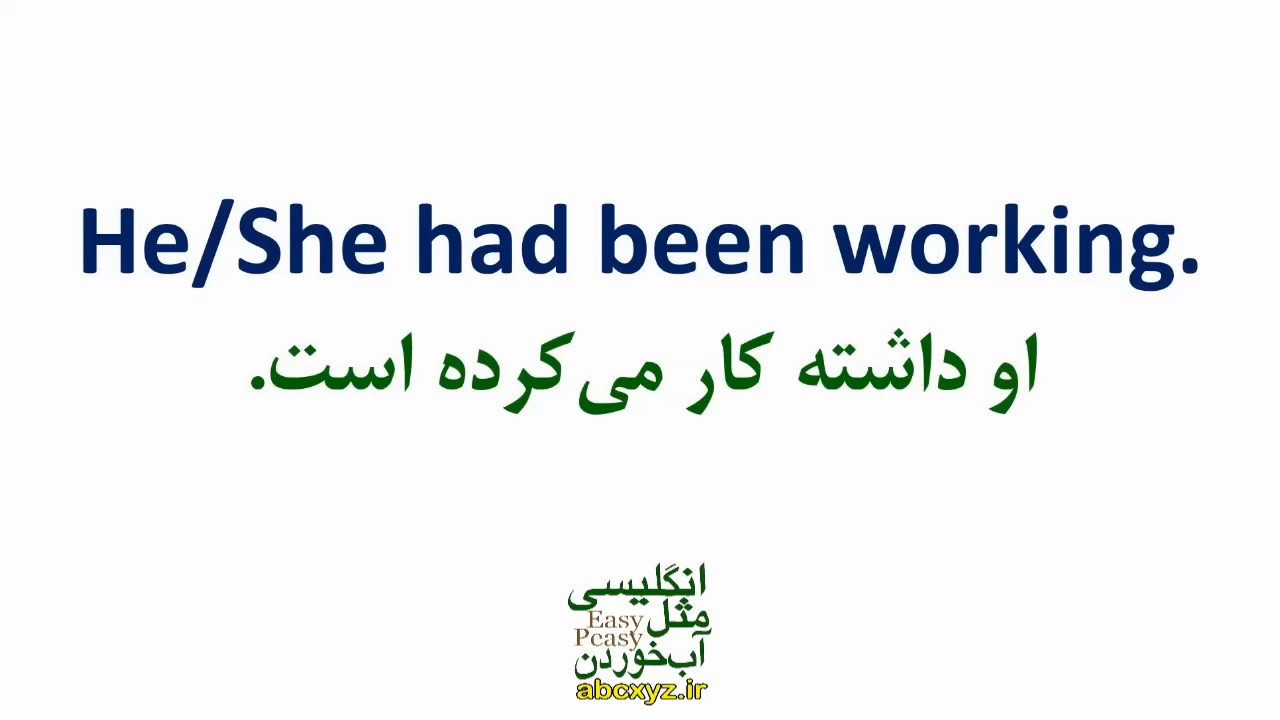 He/She had been working.
او داشته کار می‌کرده است.
انگلیسی
مثل
Easy
Peasy
آب‌خوردن
abcxyz.ir